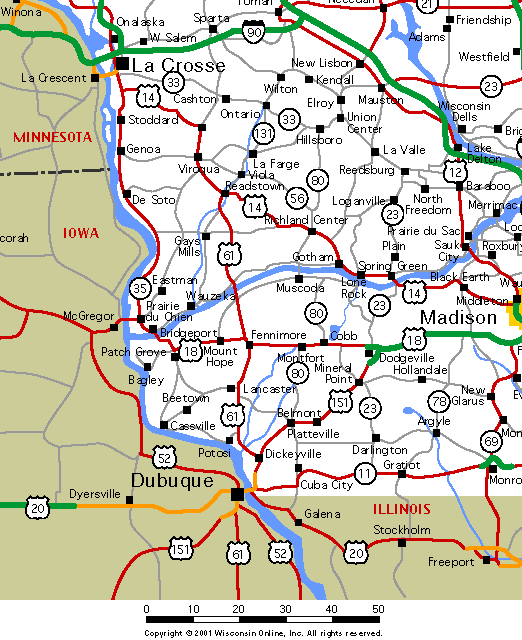 Tomah
Necedah
21
Winona
Onalaska
Sparta
Friendship
W Salem
90
Adams
La Crosse
New Lisbon
Westfield
La Crescent
33
Wilton
Kendall
23
14
Cashton
Elroy
Mauston
Ontario
33
Wisconsin
Dells
Stoddard
131
Union
Center
MINNESOTA
Hillsboro
Genoa
La Valle
Lake
Delton
Viroqua
La Farge
Viola
Reedsburg
12
Readstown
80
Baraboo
De Soto
56
Loganville
North
Freedom
14
23
Merrimac
Richland Center
IOWA
Prairie du Sac
Gays
Mills
Plain
Sauk
City
Roxbury
corah
61
Gotham
Spring Green
Eastman
Lone
Rock
Black Earth
35
Wauzeka
Muscoda
14
Prairie
du Chien
23
Middleton
McGregor
80
Madison
Bridgeport
Cobb
18
Fennimore
Patch Grove
18
Mount
Hope
Montfort
Dodgeville
Mineral
Point
Hollandale
Bagley
80
Lancaster
New
Glarus
Beetown
151
23
78
61
Belmont
Argyle
Cassville
Platteville
69
Potosi
Darlington
52
Dickeyville
11
Gratiot
Dubuque
Cuba City
Dyersville
20
ILLINOIS
Galena
Stockholm
151
61
52
20
Freeport
0 10 20 30 40 50
Copyright © 2001 Wisconsin Online, Inc. All rights reserved.